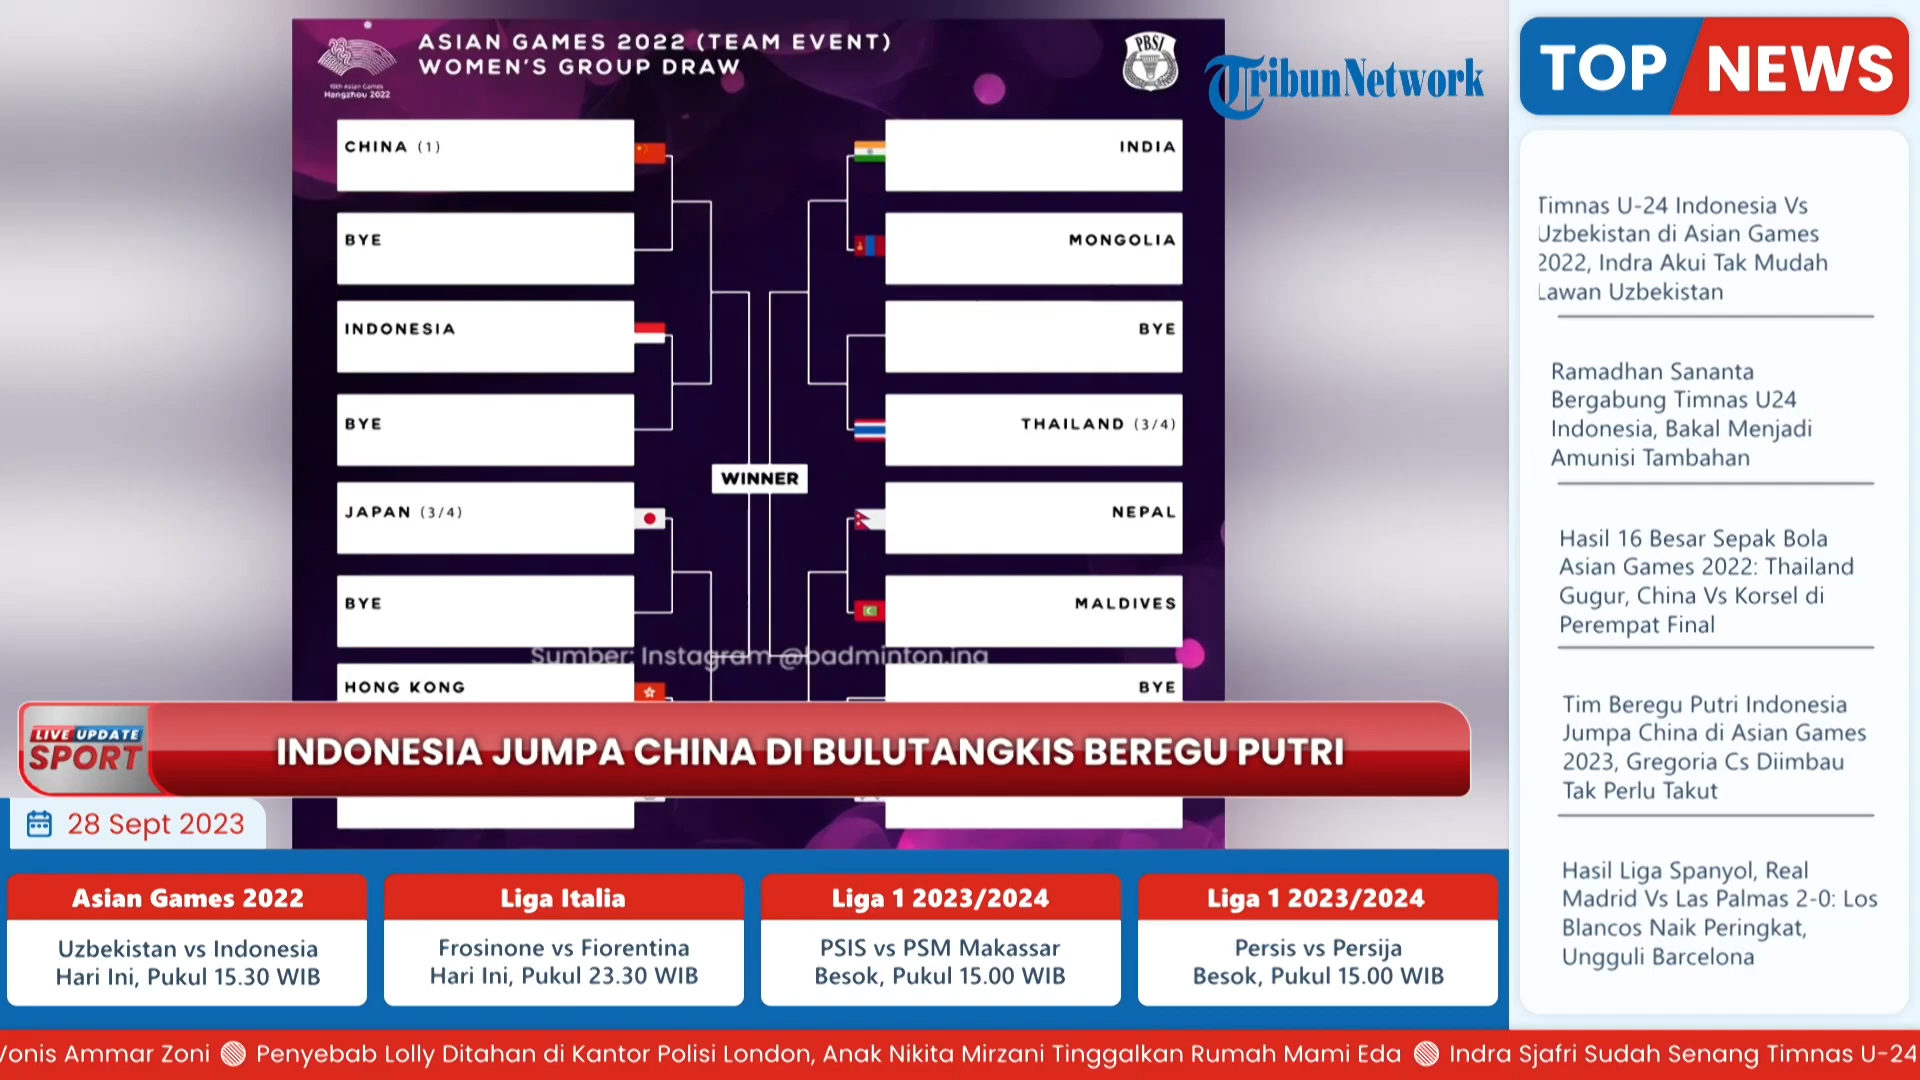 ASIAN GAMES 2022 (TEAM EVENT)
WOMEN'S GROUP DRAW
19th Asian Games
Hangzhou 2022
PBSI
TribunNetwork
CHINA (1)
BYE
INDONESIA
BYE
JAPAN (3/4)
BYE
HONG KONG
WINNER
INDIA
MONGOLIA
BYE
THAILAND (3/4)
NEPAL
MALDIVES
BYE
Sumber: Instagram @badminton.ina
LIVE UPDATE
SPORT
INDONESIA JUMPA CHINA DI BULUTANGKIS BEREGU PUTRI
28 Sept 2023
Asian Games 2022
Uzbekistan vs Indonesia
Hari Ini, Pukul 15.30 WIB
Liga Italia
Frosinone vs Fiorentina
Hari Ini, Pukul 23.30 WIB
Liga 1 2023/2024
PSIS vs PSM Makassar
Besok, Pukul 15.00 WIB
Liga 1 2023/2024
Persis vs Persija
Besok, Pukul 15.00 WIB
TOP NEWS
Timnas U-24 Indonesia Vs
Uzbekistan di Asian Games
2022, Indra Akui Tak Mudah
Lawan Uzbekistan
Ramadhan Sananta
Bergabung Timnas U24
Indonesia, Bakal Menjadi
Amunisi Tambahan
Hasil 16 Besar Sepak Bola
Asian Games 2022: Thailand
Gugur, China Vs Korsel di
Perempat Final
Tim Beregu Putri Indonesia
Jumpa China di Asian Games
2023, Gregoria Cs Diimbau
Tak Perlu Takut
Hasil Liga Spanyol, Real
Madrid Vs Las Palmas 2-0: Los
Blancos Naik Peringkat,
Ungguli Barcelona
Vonis Ammar Zoni Penyebab Lolly Ditahan di Kantor Polisi London, Anak Nikita Mirzani Tinggalkan Rumah Mami Eda Indra Sjafri Sudah Senang Timnas U-24